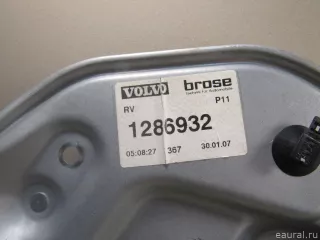 VOLVO brose
RV P11
1286932
05:08:27 367 30.01.07
eaural.ru